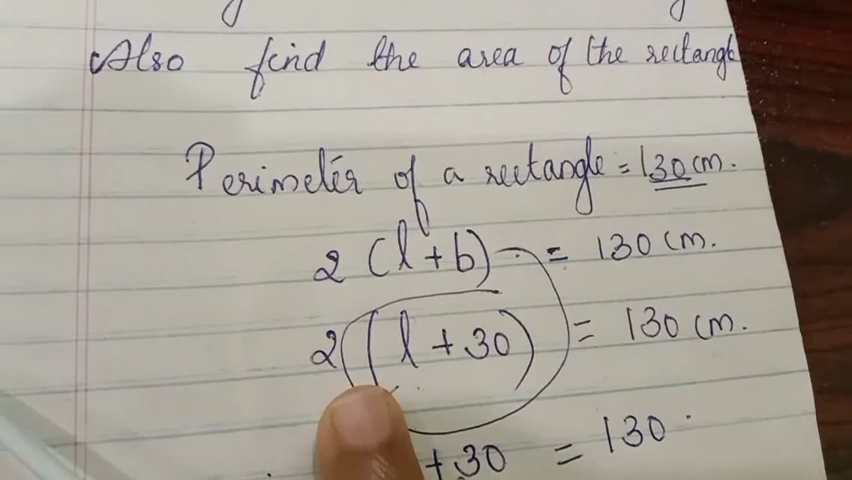 Also find the area of the rectangle
Perimeter of a rectangle = 130 cm.
2 (l + b) = 130 cm.
2 (l + 30) = 130 cm.
+ 30 = 130